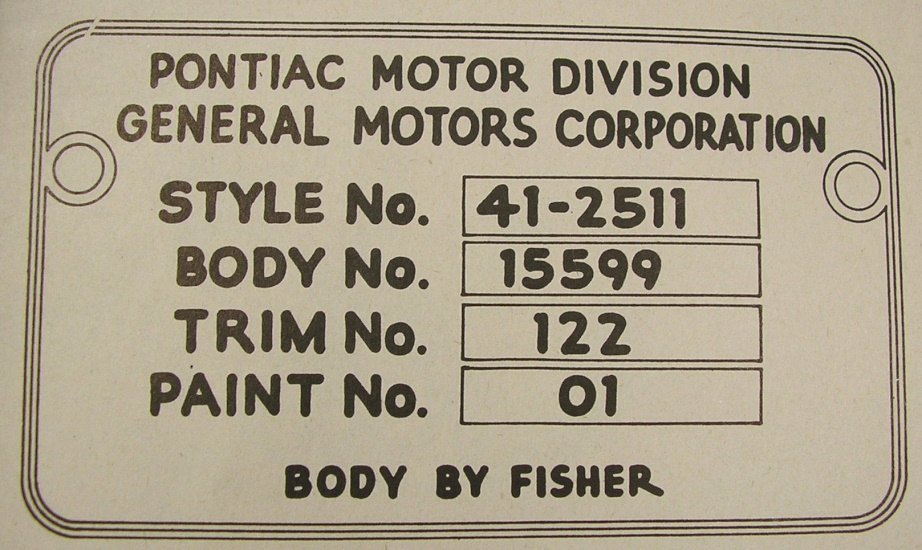 PONTIAC MOTOR DIVISION
GENERAL MOTORS CORPORATION
STYLE No. 41-2511
BODY No. 15599
TRIM No. 122
PAINT No. 01
BODY BY FISHER